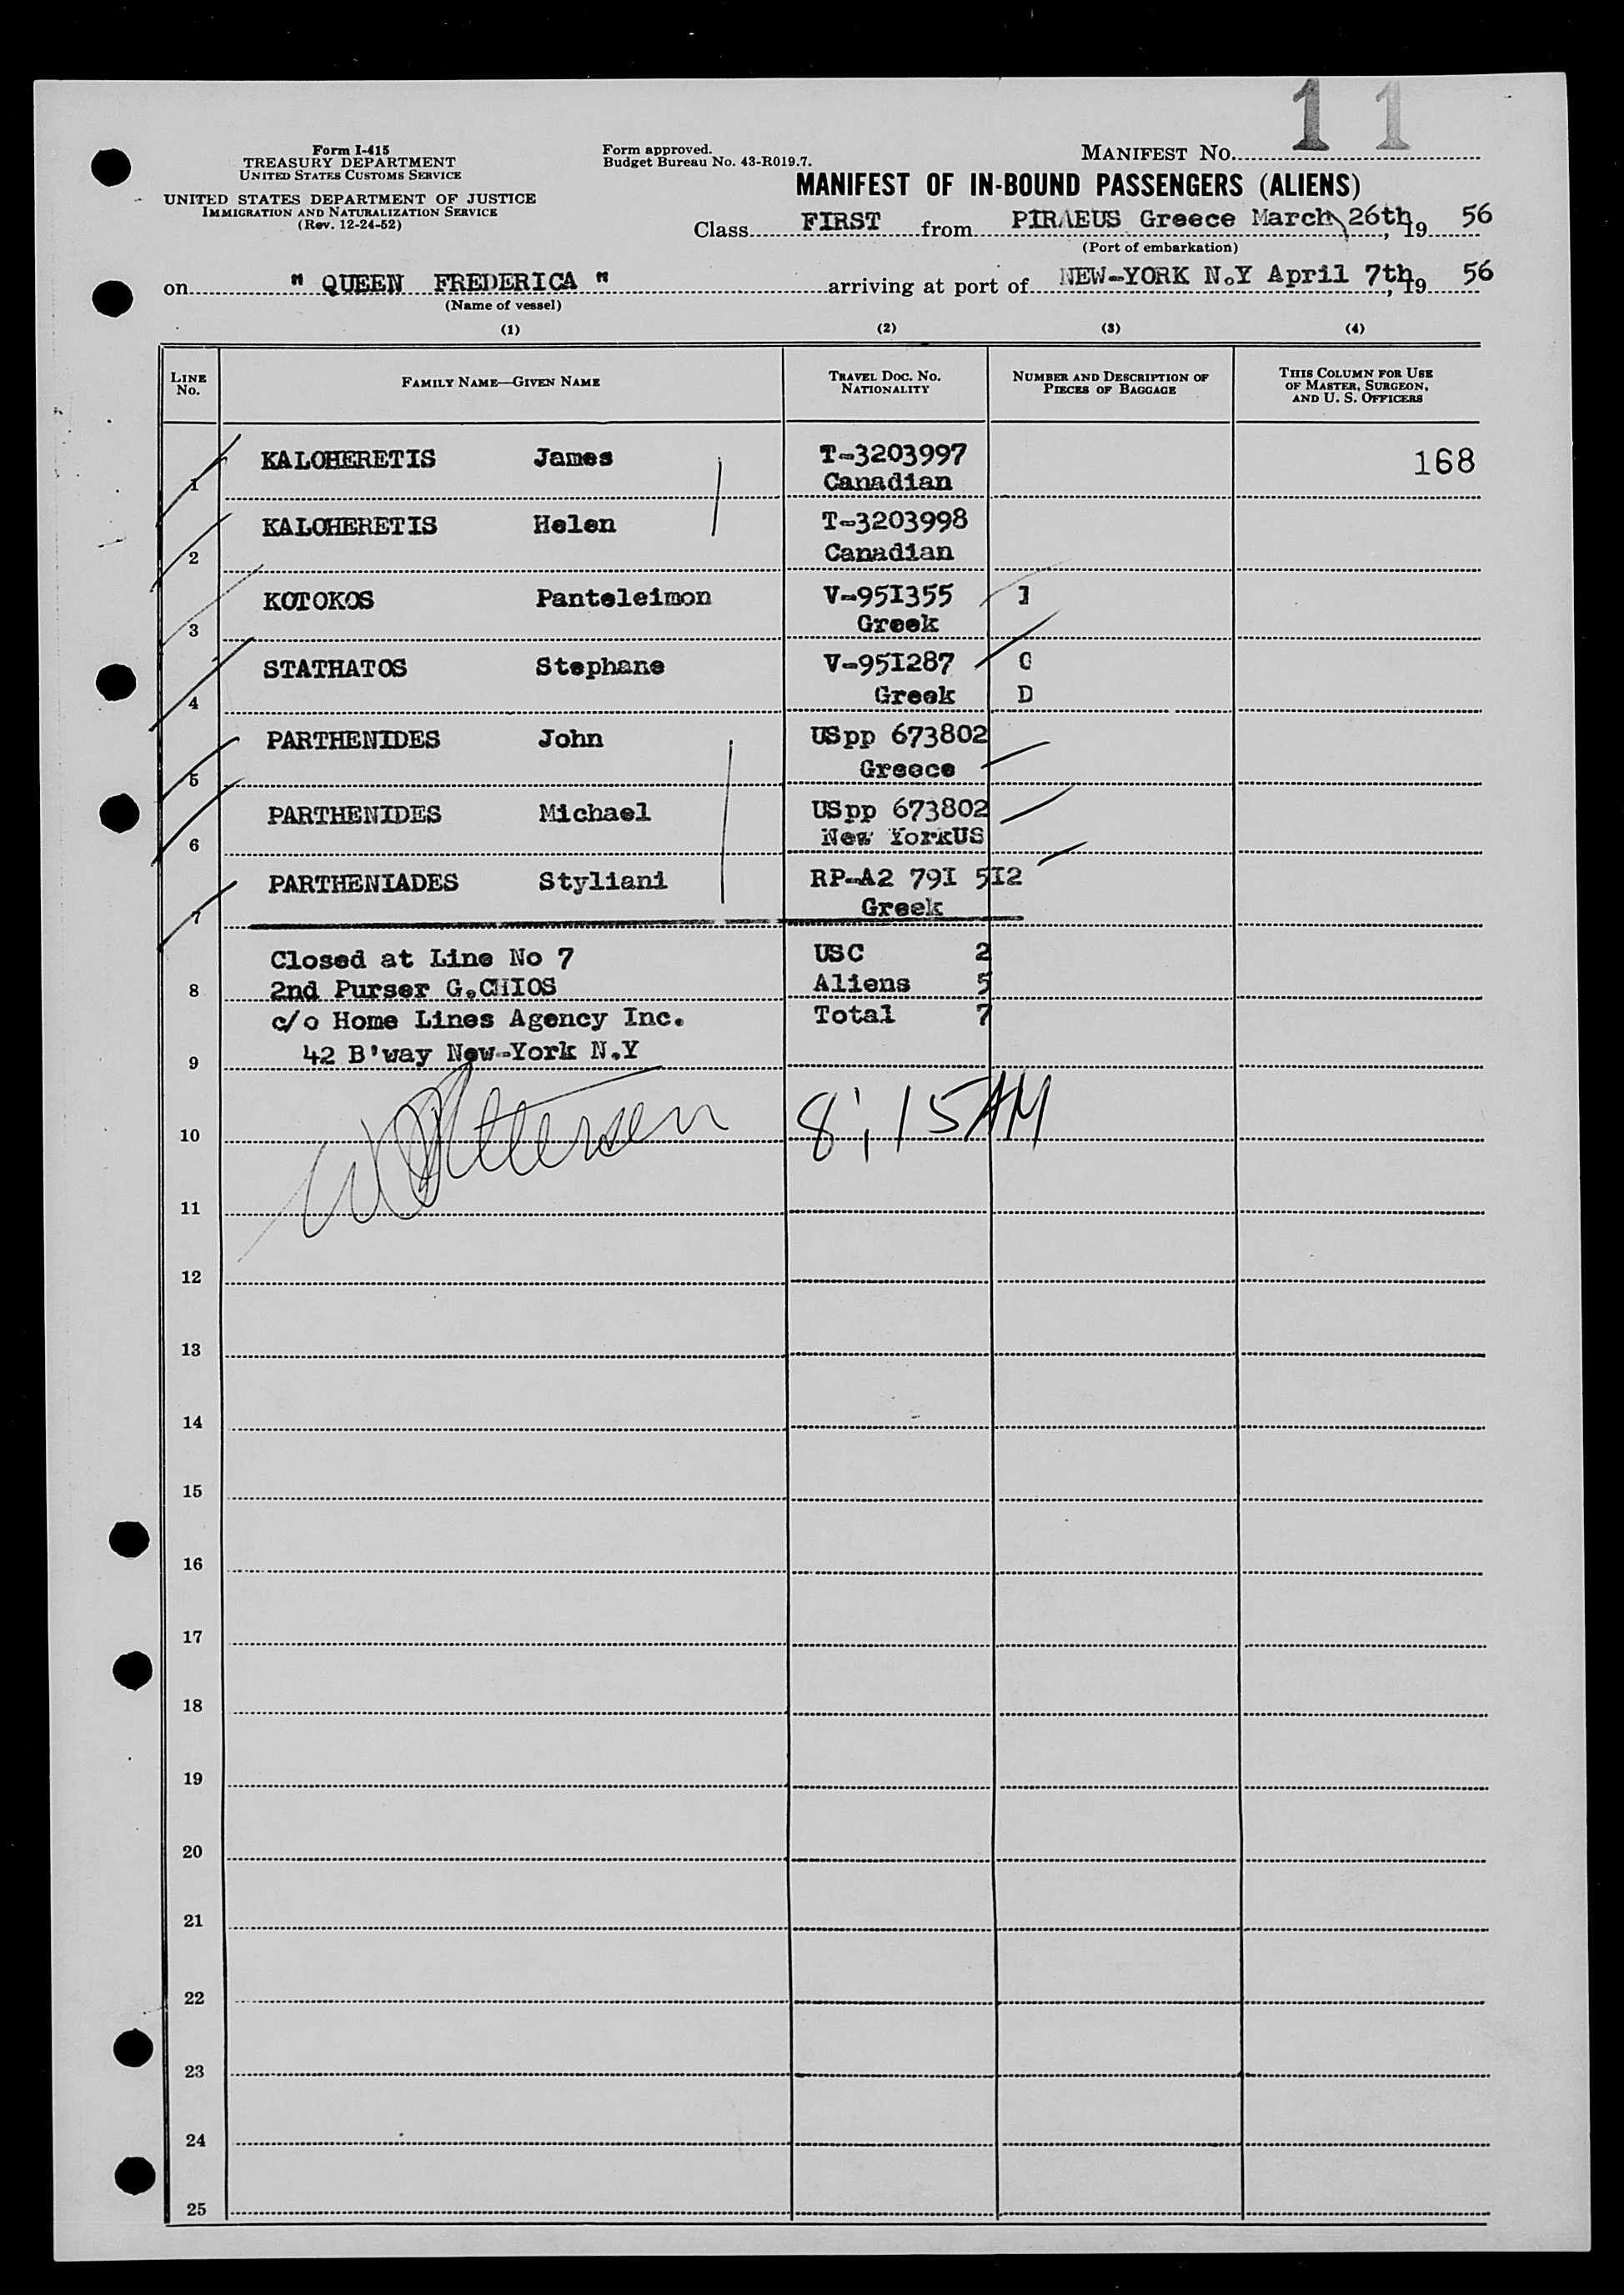 11
Form I-415
TREASURY DEPARTMENT
UNITED STATES CUSTOMS SERVICE
UNITED STATES DEPARTMENT OF JUSTICE
IMMIGRATION AND NATURALIZATION SERVICE
(Rev. 12-24-52)
Form approved.
Budget Bureau No. 43-R019.7.
MANIFEST NO.
MANIFEST OF IN-BOUND PASSENGERS (ALIENS)
Class FIRST from PIRAEUS Greece March 26th, 19 56
(Port of embarkation)
on " QUEEN FREDERICA " arriving at port of NEW-YORK N.Y April 7th, 19 56
(Name of vessel)
(1) (2) (3) (4)
LINE No. FAMILY NAME—GIVEN NAME TRAVEL DOC. NO. NATIONALITY NUMBER AND DESCRIPTION OF PIECES OF BAGGAGE THIS COLUMN FOR USE OF MASTER, SURGEON, AND U. S. OFFICERS
1 KALOHERETIS James T-3203997 168
Canadian
2 KALOHERETIS Helen T-3203998
Canadian
3 KOTOKOS Panteleimon V-95I355 I
Greek
4 STATHATOS Stephane V-95I287 C
Greek D
5 PARTHENIDES John USpp 673802
Greece
6 PARTHENIDES Michael USpp 673802
New YorkUS
7 PARTHENIADES Styliani RP-A2 79I 5I2
Greek
Closed at Line No 7 USC 2
8 2nd Purser G.CHIOS Aliens 5
c/o Home Lines Agency Inc. Total 7
9 42 B'way New-York N.Y
10 8:15 AM
11
12
13
14
15
16
17
18
19
20
21
22
23
24
25